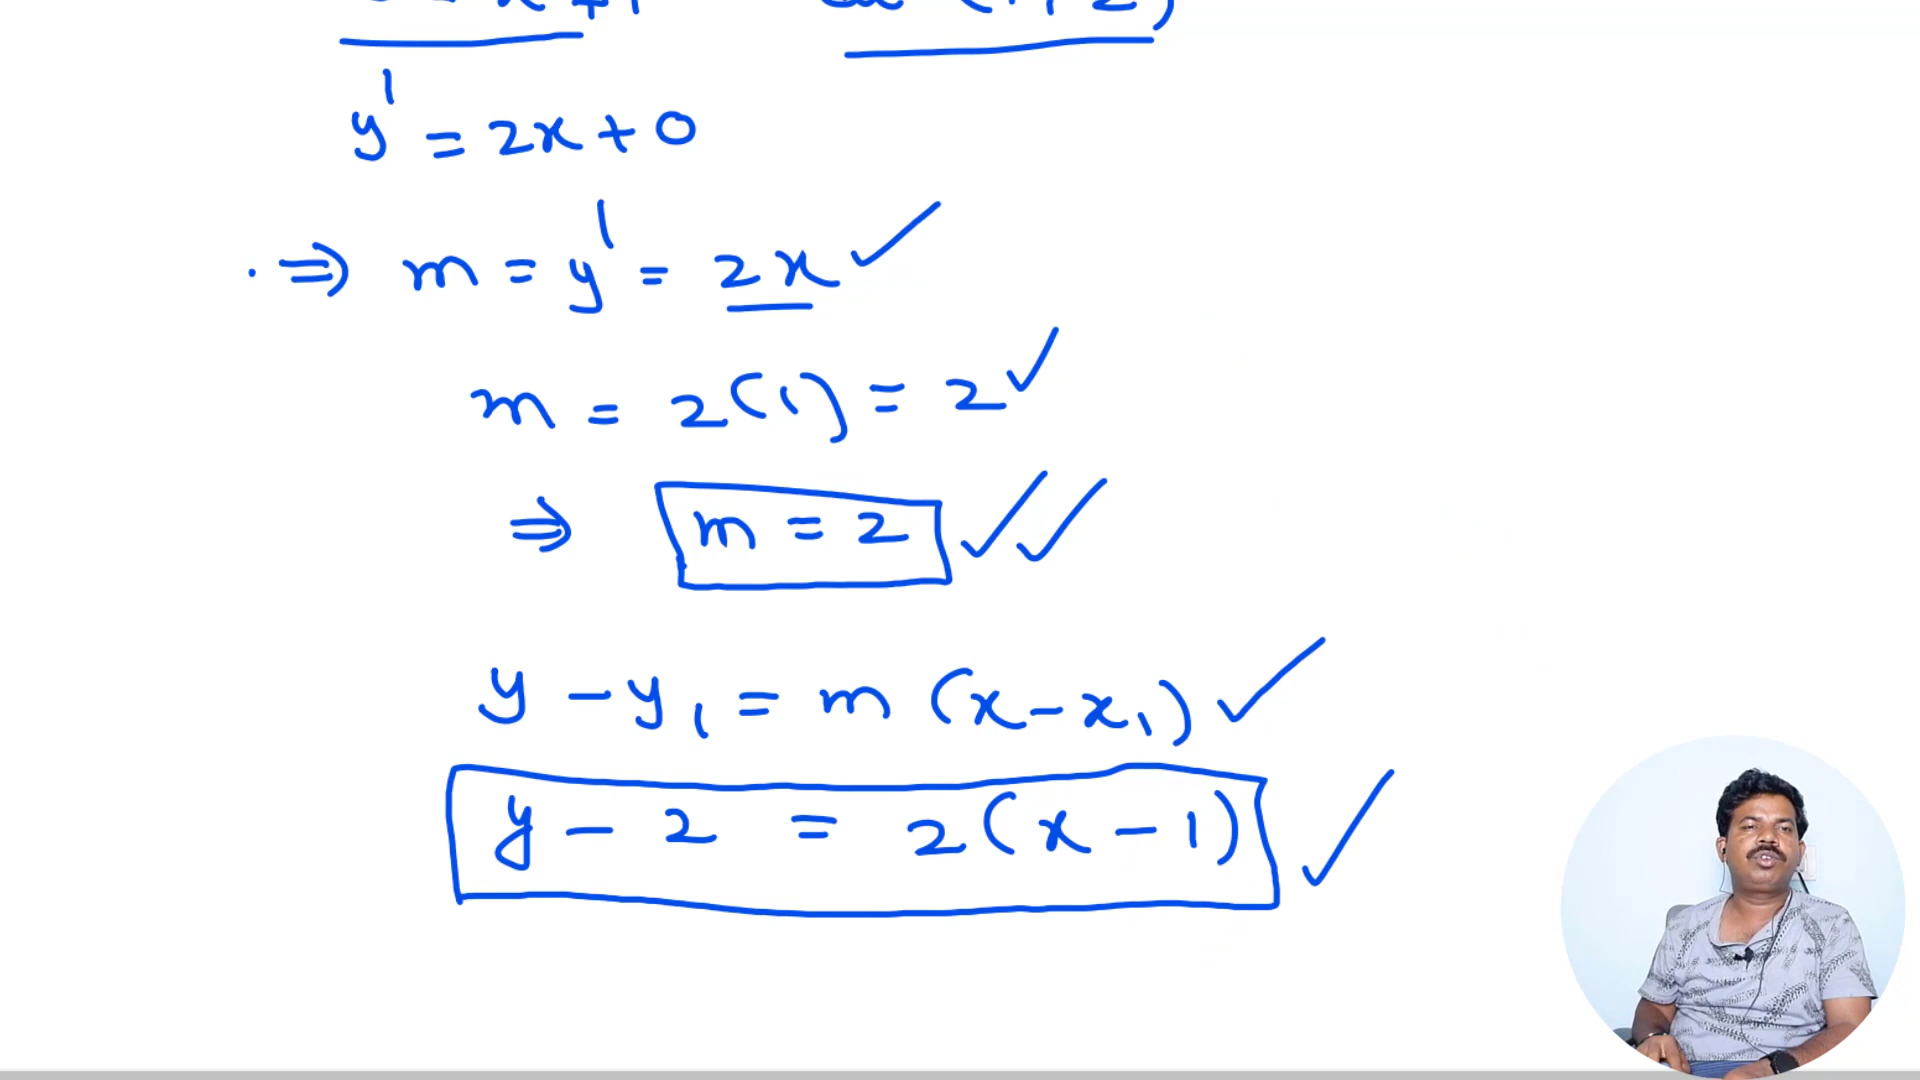 y' = 2x + 0
⇒ m = y' = 2x ✓
m = 2(1) = 2 ✓
⇒ m = 2 ✓✓
y - y₁ = m (x - x₁) ✓
y - 2 = 2(x - 1) ✓